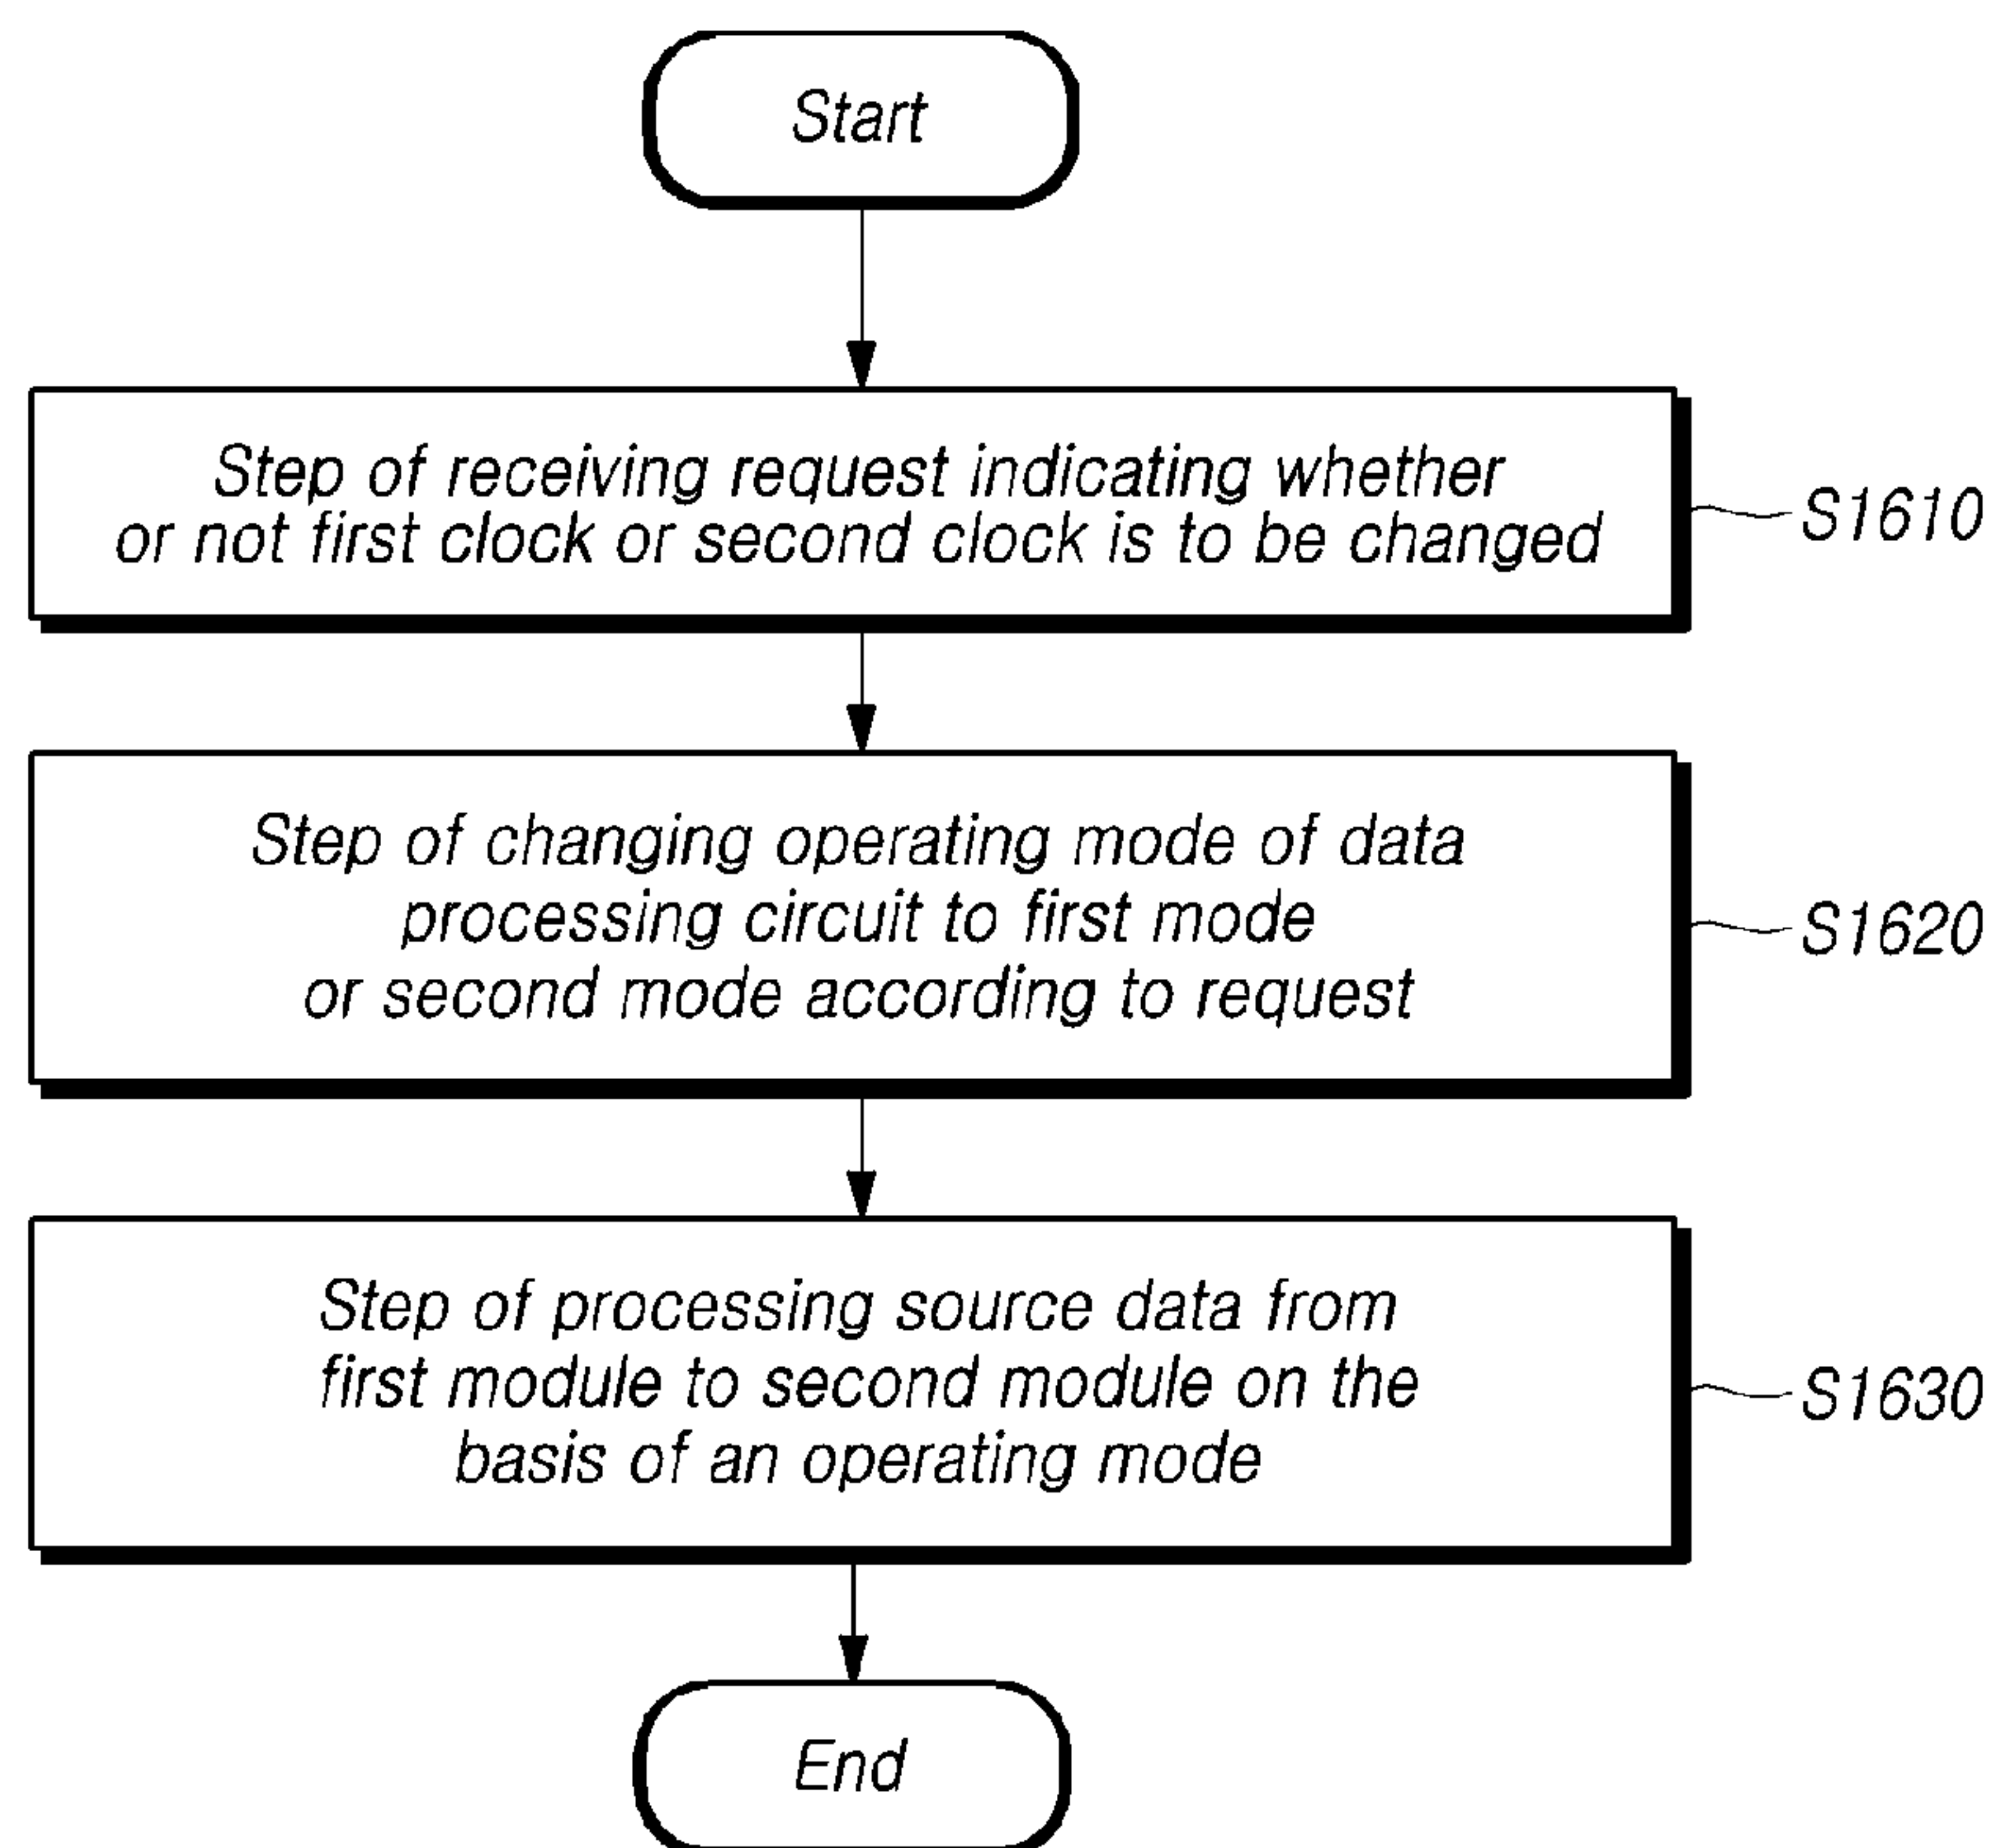 Start
Step of receiving request indicating whether
or not first clock or second clock is to be changed
S1610
Step of changing operating mode of data
processing circuit to first mode
or second mode according to request
S1620
Step of processing source data from
first module to second module on the
basis of an operating mode
S1630
End